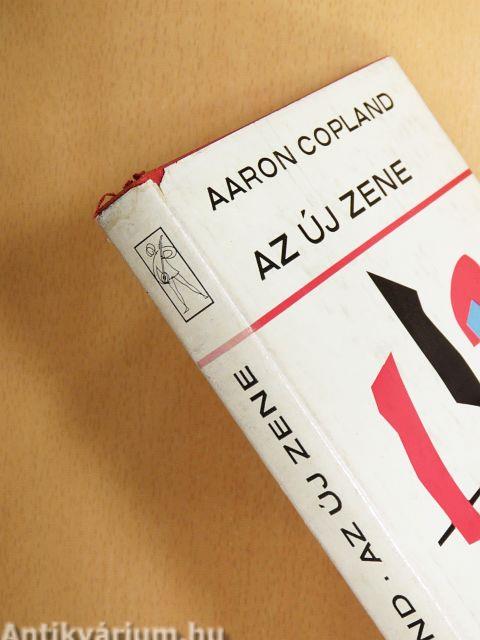 AARON COPLAND
AZ ÚJ ZENE
ND · AZ ÚJ ZENE
Antikvárium.hu